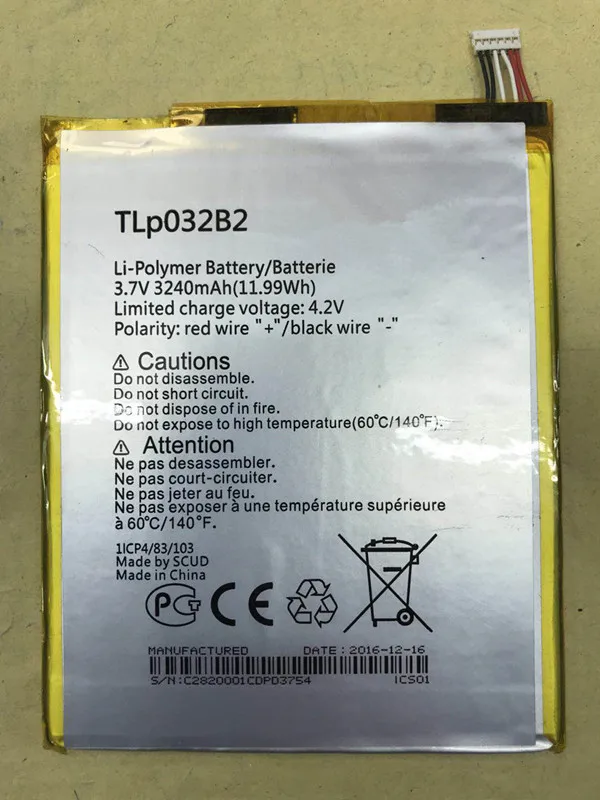 TLp032B2
Li-Polymer Battery/Batterie
3.7V 3240mAh(11.99Wh)
Limited charge voltage: 4.2V
Polarity: red wire "+"/black wire "-"
Cautions
Do not disassemble.
Do not short circuit.
Do not dispose of in fire.
Do not expose to high temperature(60℃/140℉).
Attention
Ne pas desassembler.
Ne pas court-circuiter.
Ne pas jeter au feu.
Ne pas exposer à une température supérieure
à 60℃/140℉.
1ICP4/83/103
Made by SCUD
Made in China
PCT CE
MANUFACTURED DATE : 2016-12-16
S/N:C2820001CDPD3754 ICS01